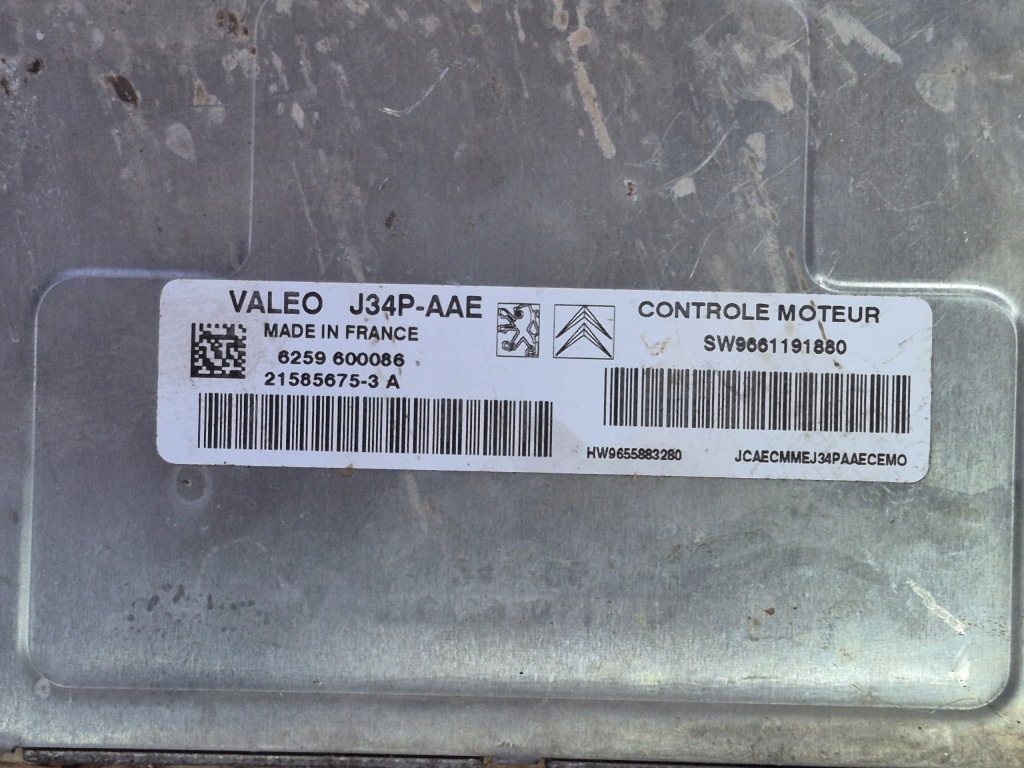 VALEO J34P-AAE
MADE IN FRANCE
6259 600086
21585675-3 A
CONTROLE MOTEUR
SW9661191880
HW9655883280 JCAECMMEJ34PAAECEMO